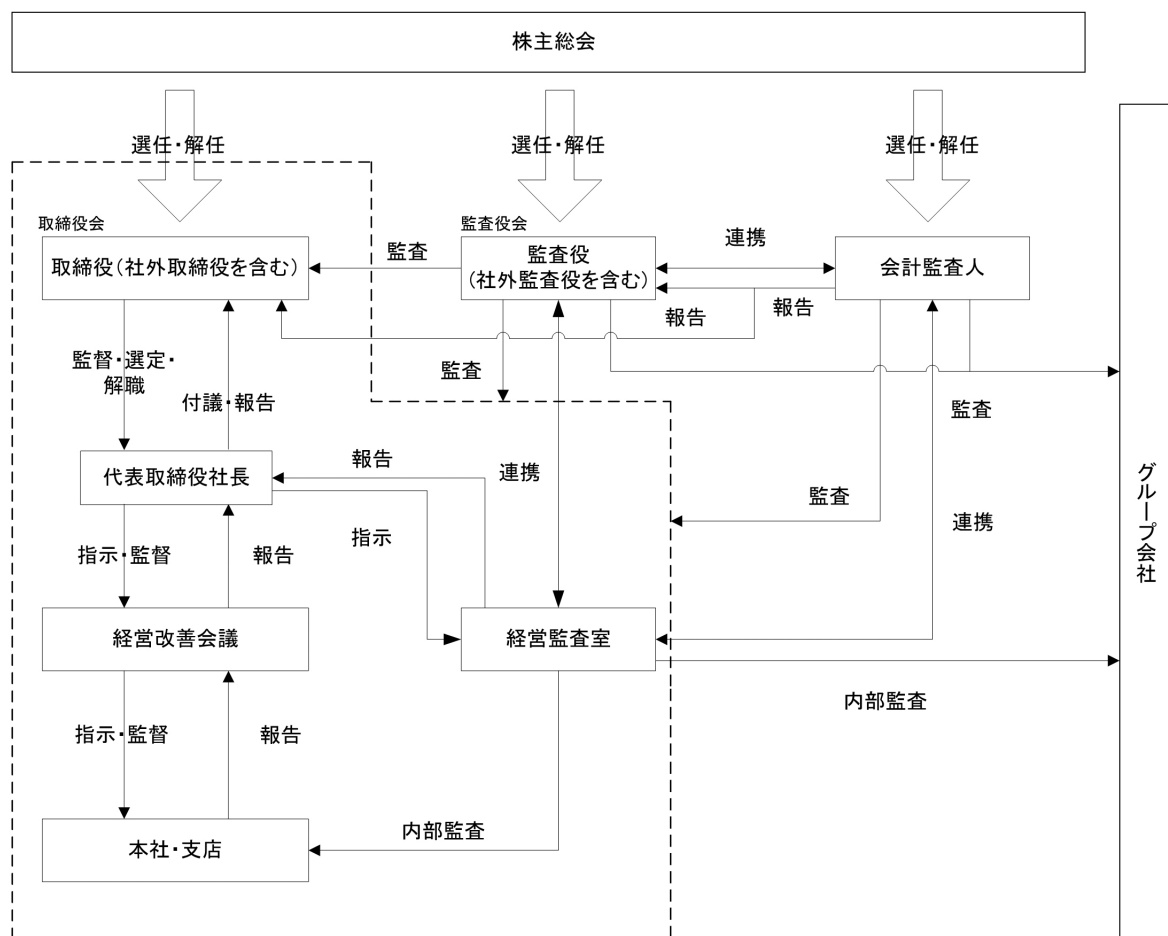 株主総会
選任・解任
選任・解任
選任・解任
取締役会
監査役会
取締役（社外取締役を含む）
監査
監査役
（社外監査役を含む）
連携
会計監査人
報告
報告
監督・選定・
解職
付議・報告
監査
監査
代表取締役社長
報告
連携
監査
指示
連携
指示・監督
報告
グループ会社
経営改善会議
経営監査室
内部監査
指示・監督
報告
内部監査
本社・支店